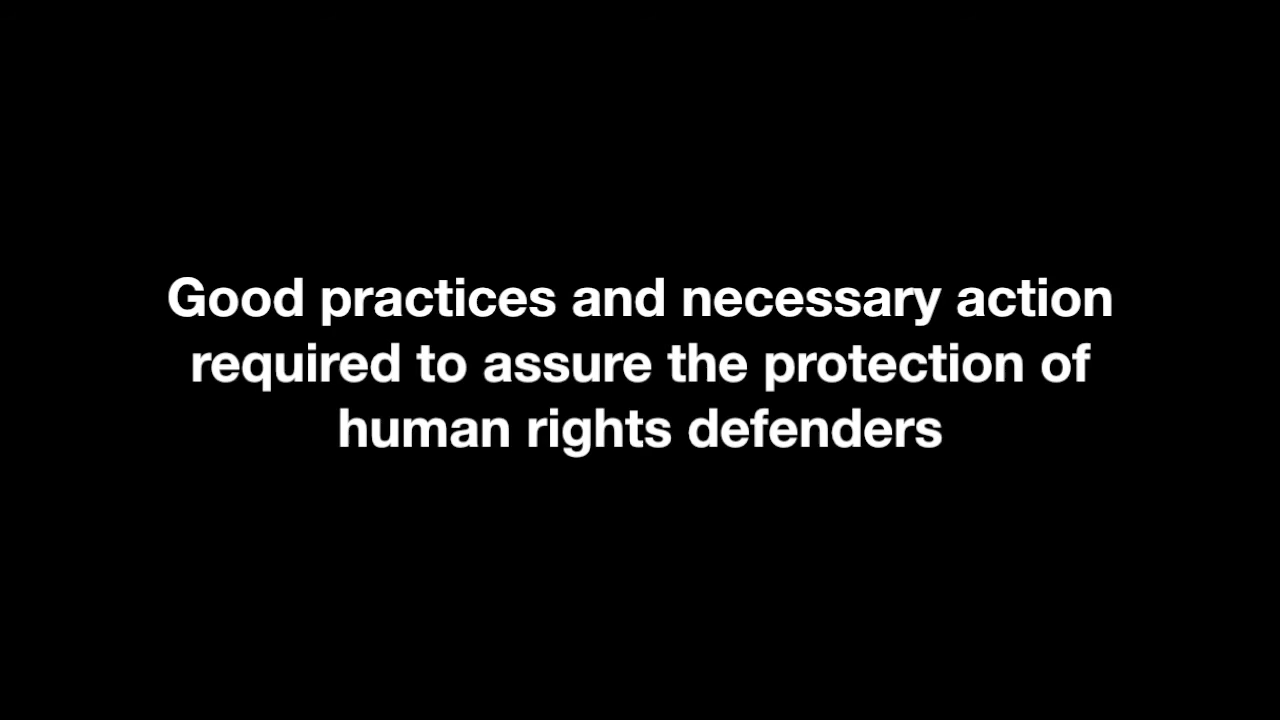 Good practices and necessary action
required to assure the protection of
human rights defenders